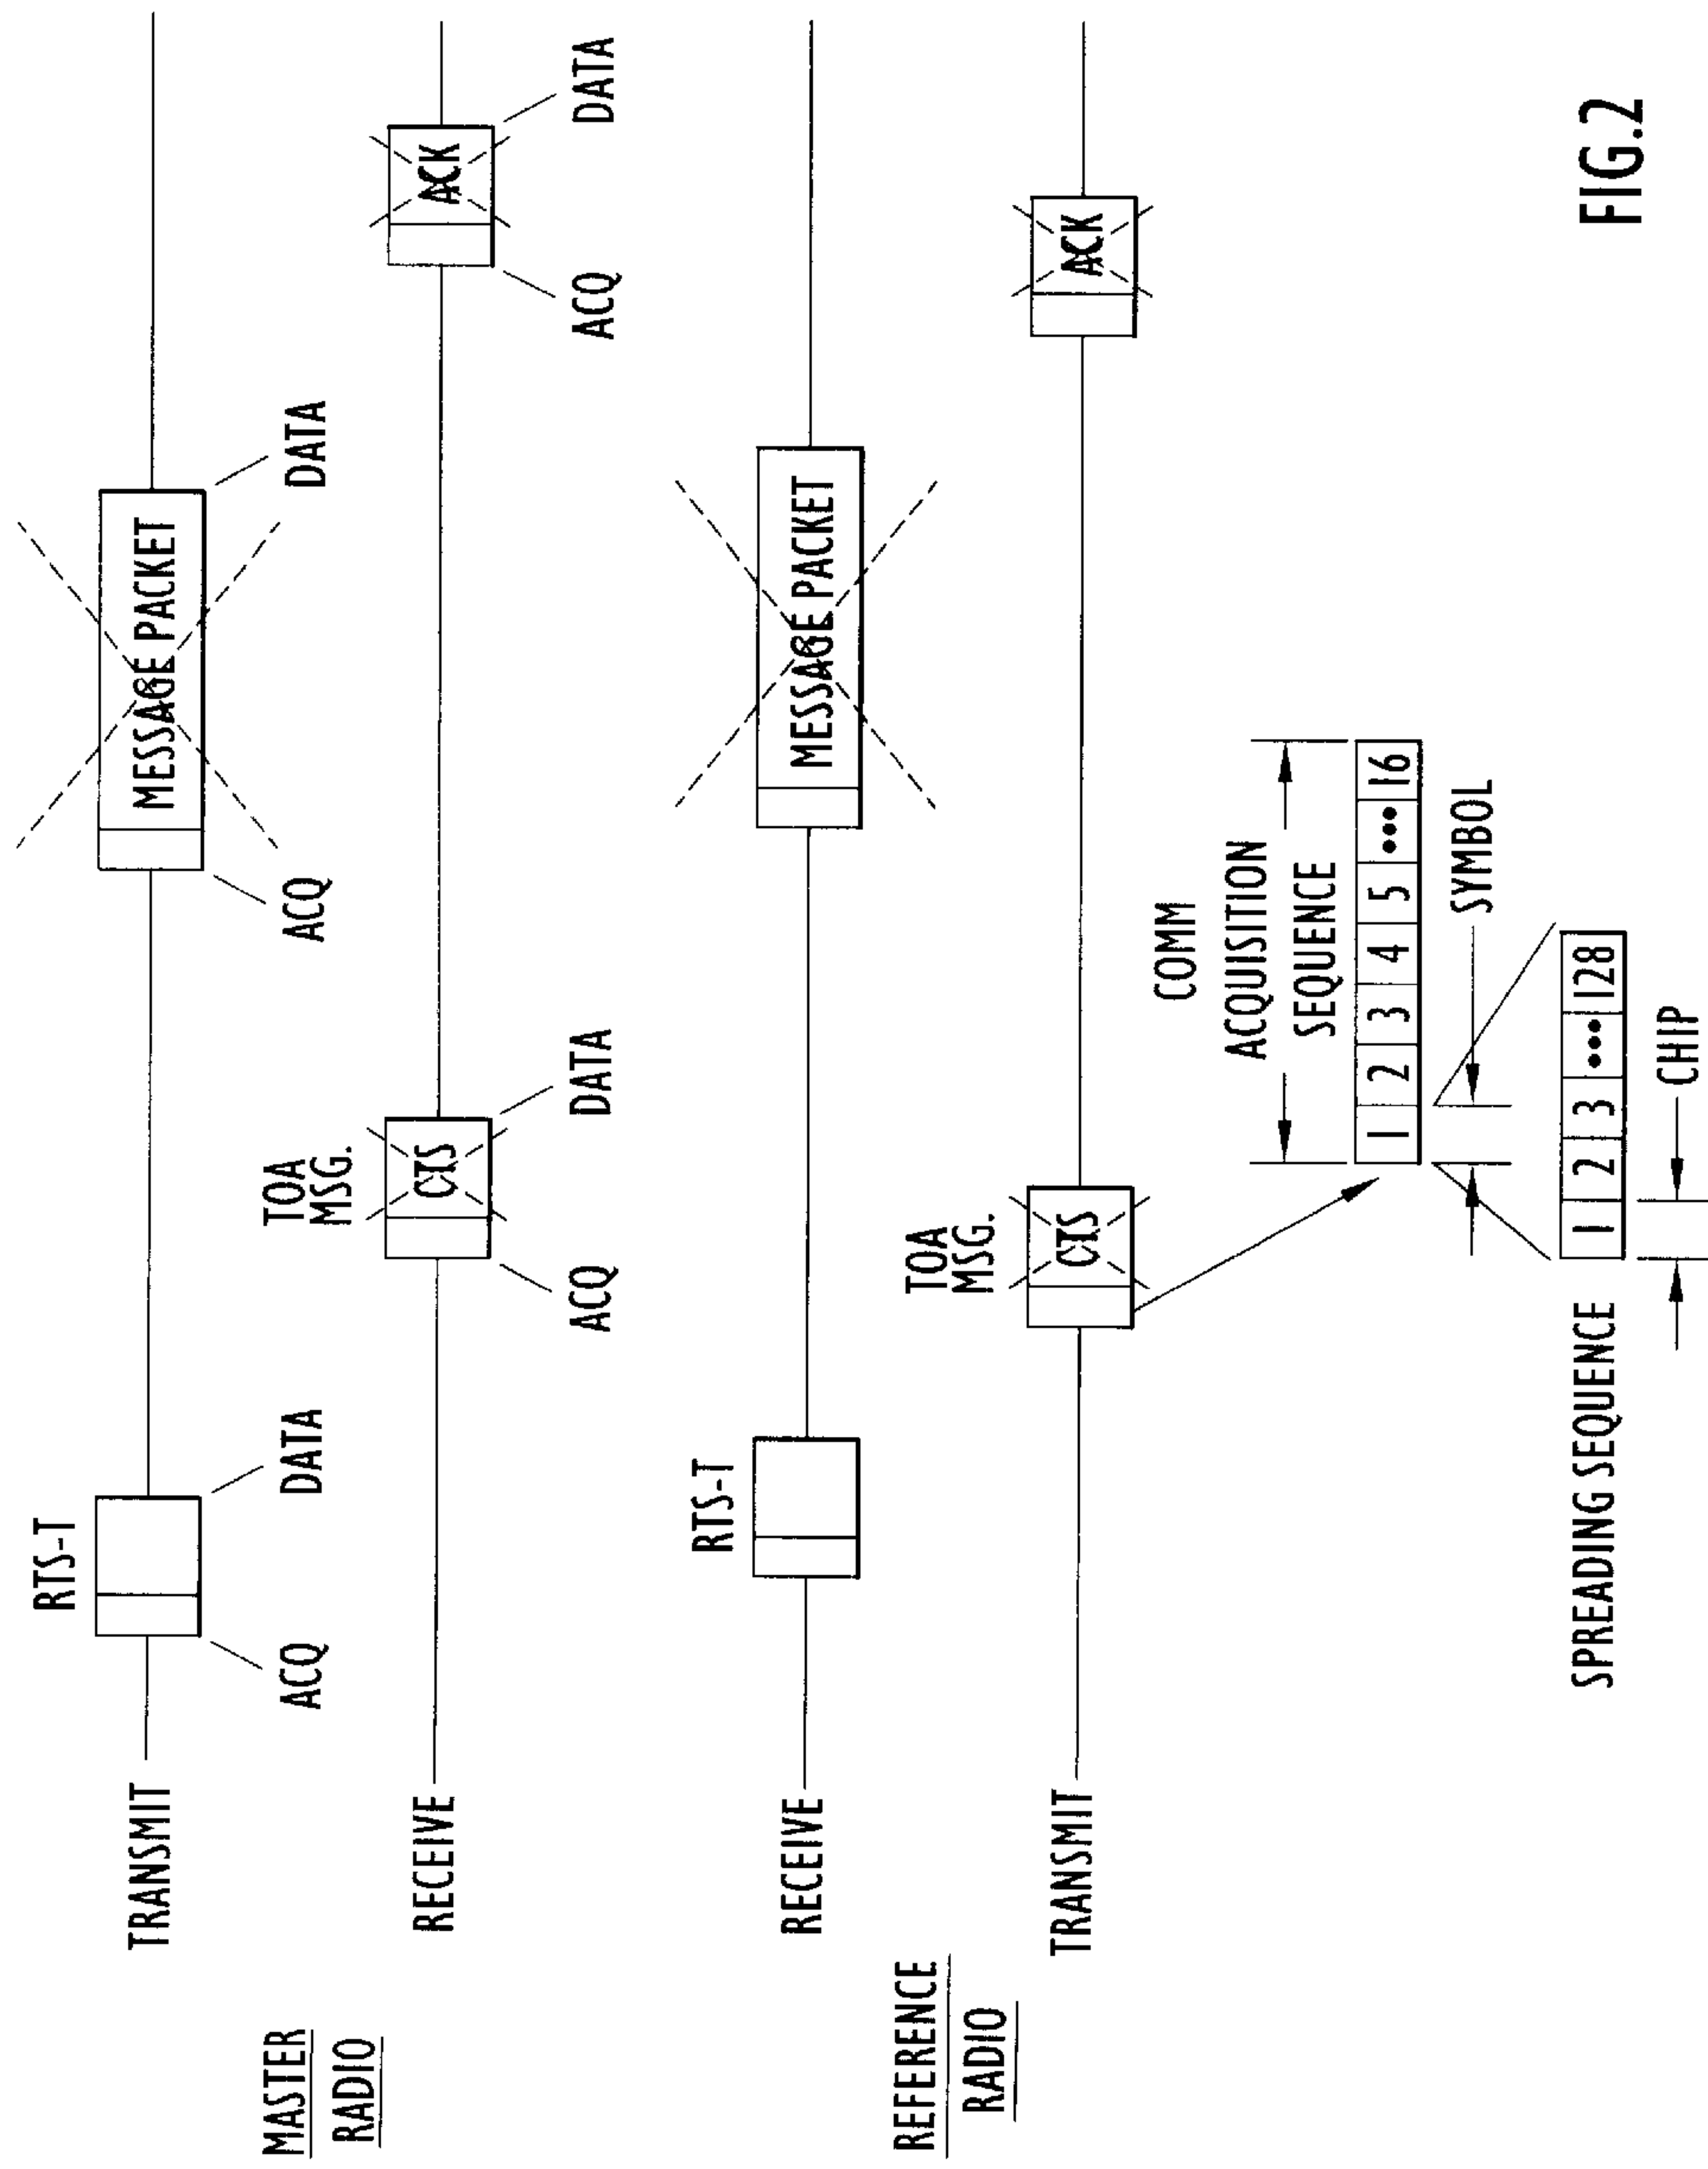 RTS-T
TRANSMIT
ACQ
DATA
MESSAGE PACKET
ACQ
DATA
MASTER
RADIO
TOA
MSG.
RECEIVE
CTS
ACK
ACQ
DATA
ACQ
DATA
RTS-T
RECEIVE
MESSAGE PACKET
REFERENCE
RADIO
TOA
MSG.
TRANSMIT
CTS
ACK
COMM
ACQUISITION
SEQUENCE
1 2 3 4 5 ••• 16
SYMBOL
SPREADING SEQUENCE
1 2 3 ••• 128
CHIP
FIG.2